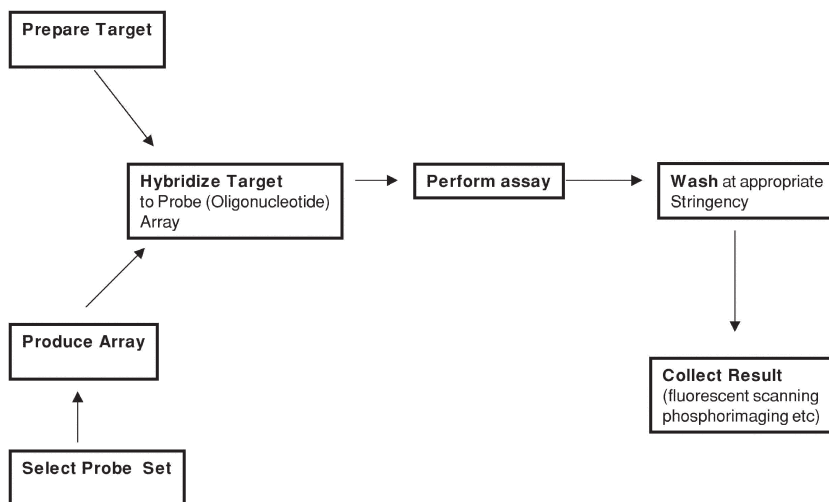 Prepare Target
Hybridize Target
to Probe (Oligonucleotide)
Array
Perform assay
Wash at appropriate
Stringency
Produce Array
Collect Result
(fluorescent scanning
phosphorimaging etc)
Select Probe Set